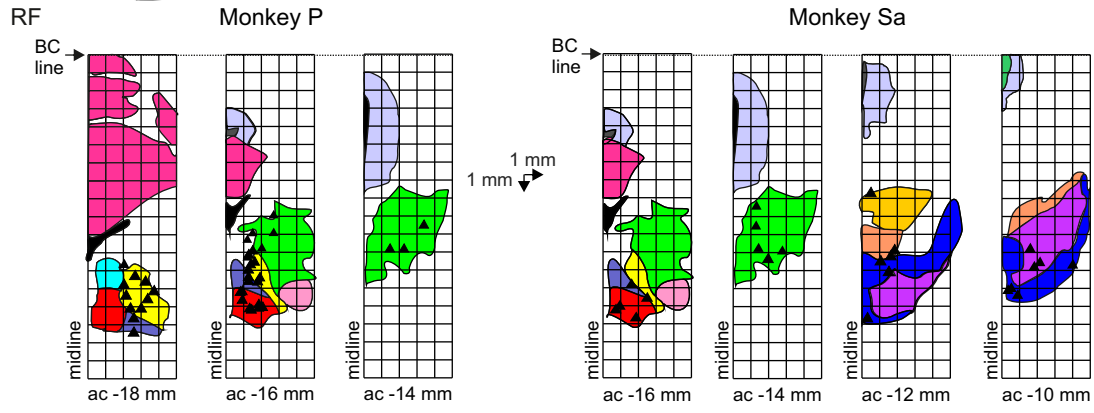 RF
Monkey P
Monkey Sa
BC
line
BC
line
1 mm
1 mm
midline
midline
midline
midline
midline
midline
midline
ac -18 mm
ac -16 mm
ac -14 mm
ac -16 mm
ac -14 mm
ac -12 mm
ac -10 mm